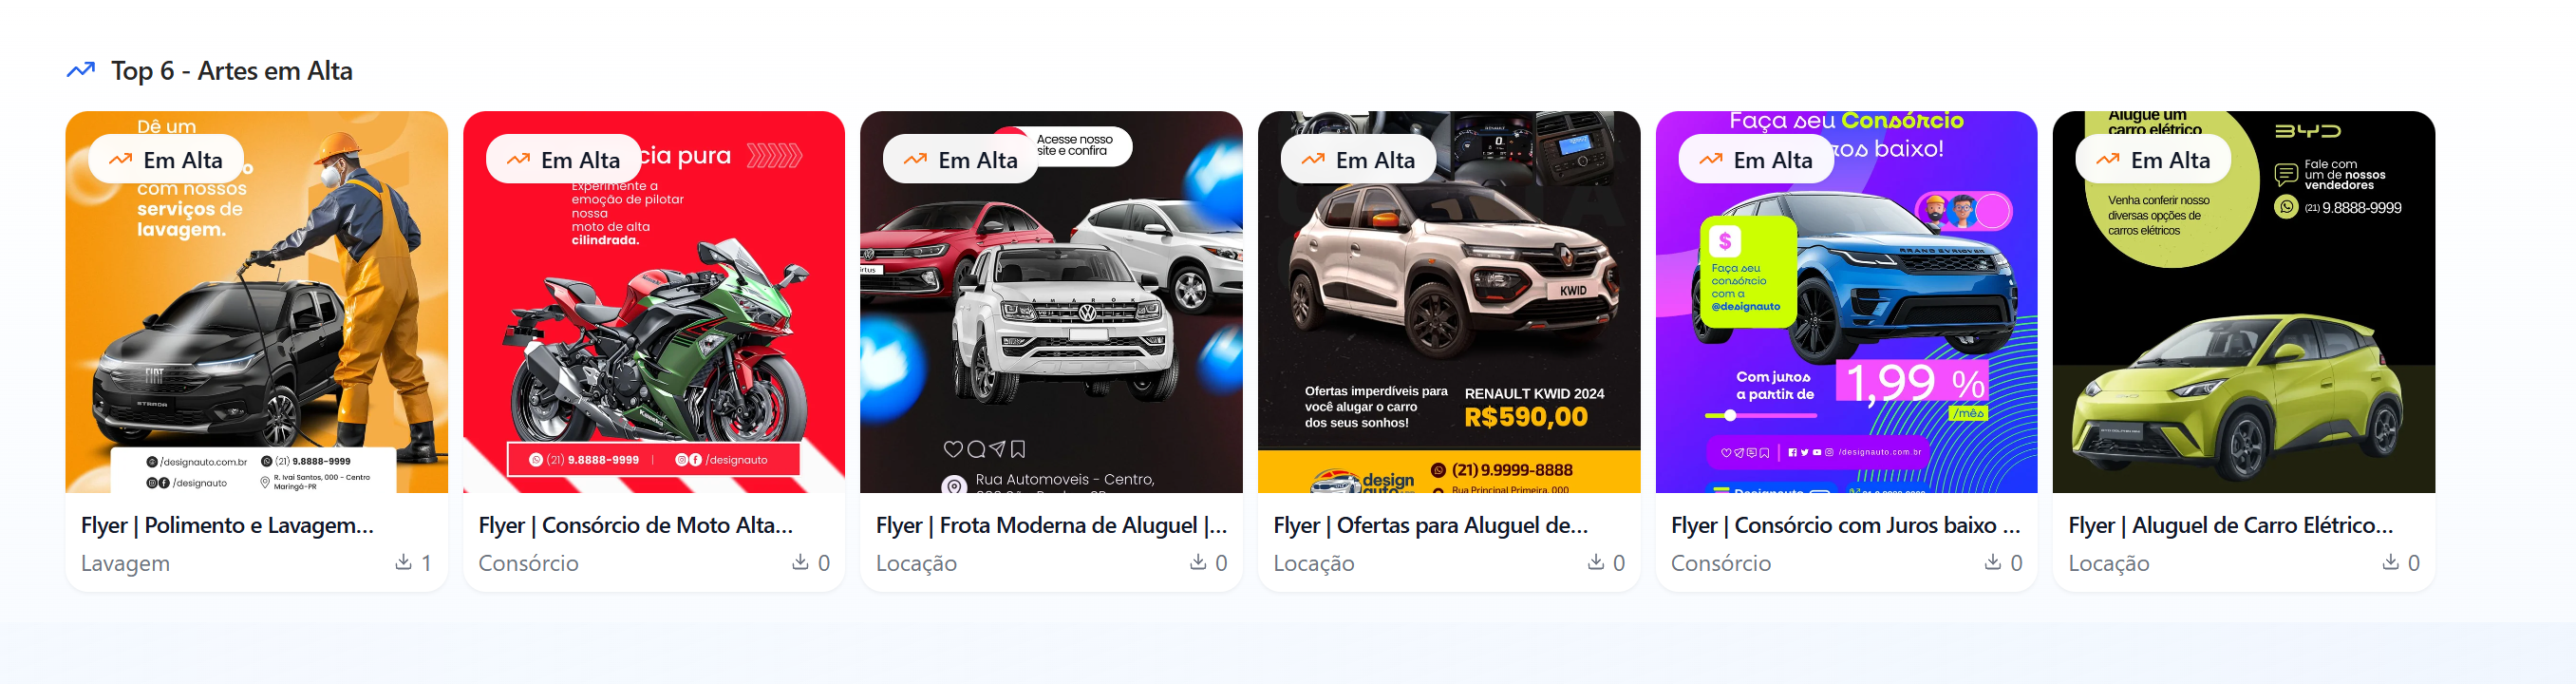 Top 6 - Artes em Alta
Dê um
Em Alta
com nossos
serviços de
lavagem.
FIAT
STRADA
/designauto.com.br
(21) 9.8888-9999
/designauto
R. Ivaí Santos, 000 - Centro
Maringá-PR
Flyer | Polimento e Lavagem...
Lavagem
1
Em Alta
cia pura
Experimente a
emoção de pilotar
nossa
moto de alta
cilindrada.
Kawasaki
(21) 9.8888-9999 | /designauto
Flyer | Consórcio de Moto Alta...
Consórcio
0
Em Alta
Acesse nosso
site e confira
AMAROK
Rua Automoveis - Centro,
Flyer | Frota Moderna de Aluguel |...
Locação
0
Em Alta
KWID
Ofertas imperdíveis para
você alugar o carro
dos seus sonhos!
RENAULT KWID 2024
R$590,00
design
auto
(21) 9.9999-8888
Rua Principal Primeira, 000
Flyer | Ofertas para Aluguel de...
Locação
0
Faça seu Consórcio
Em Alta
ros baixo!
$
Faça seu
consórcio
com a
@designauto
Com juros
a partir de
1,99 %
/mês
/designauto.com.br
Designauto
Flyer | Consórcio com Juros baixo ...
Consórcio
0
Alugue um
carro elétrico
Em Alta
Venha conferir nosso
diversas opções de
carros elétricos
BYD
Fale com
um de nossos
vendedores
(21) 9.8888-9999
Flyer | Aluguel de Carro Elétrico...
Locação
0